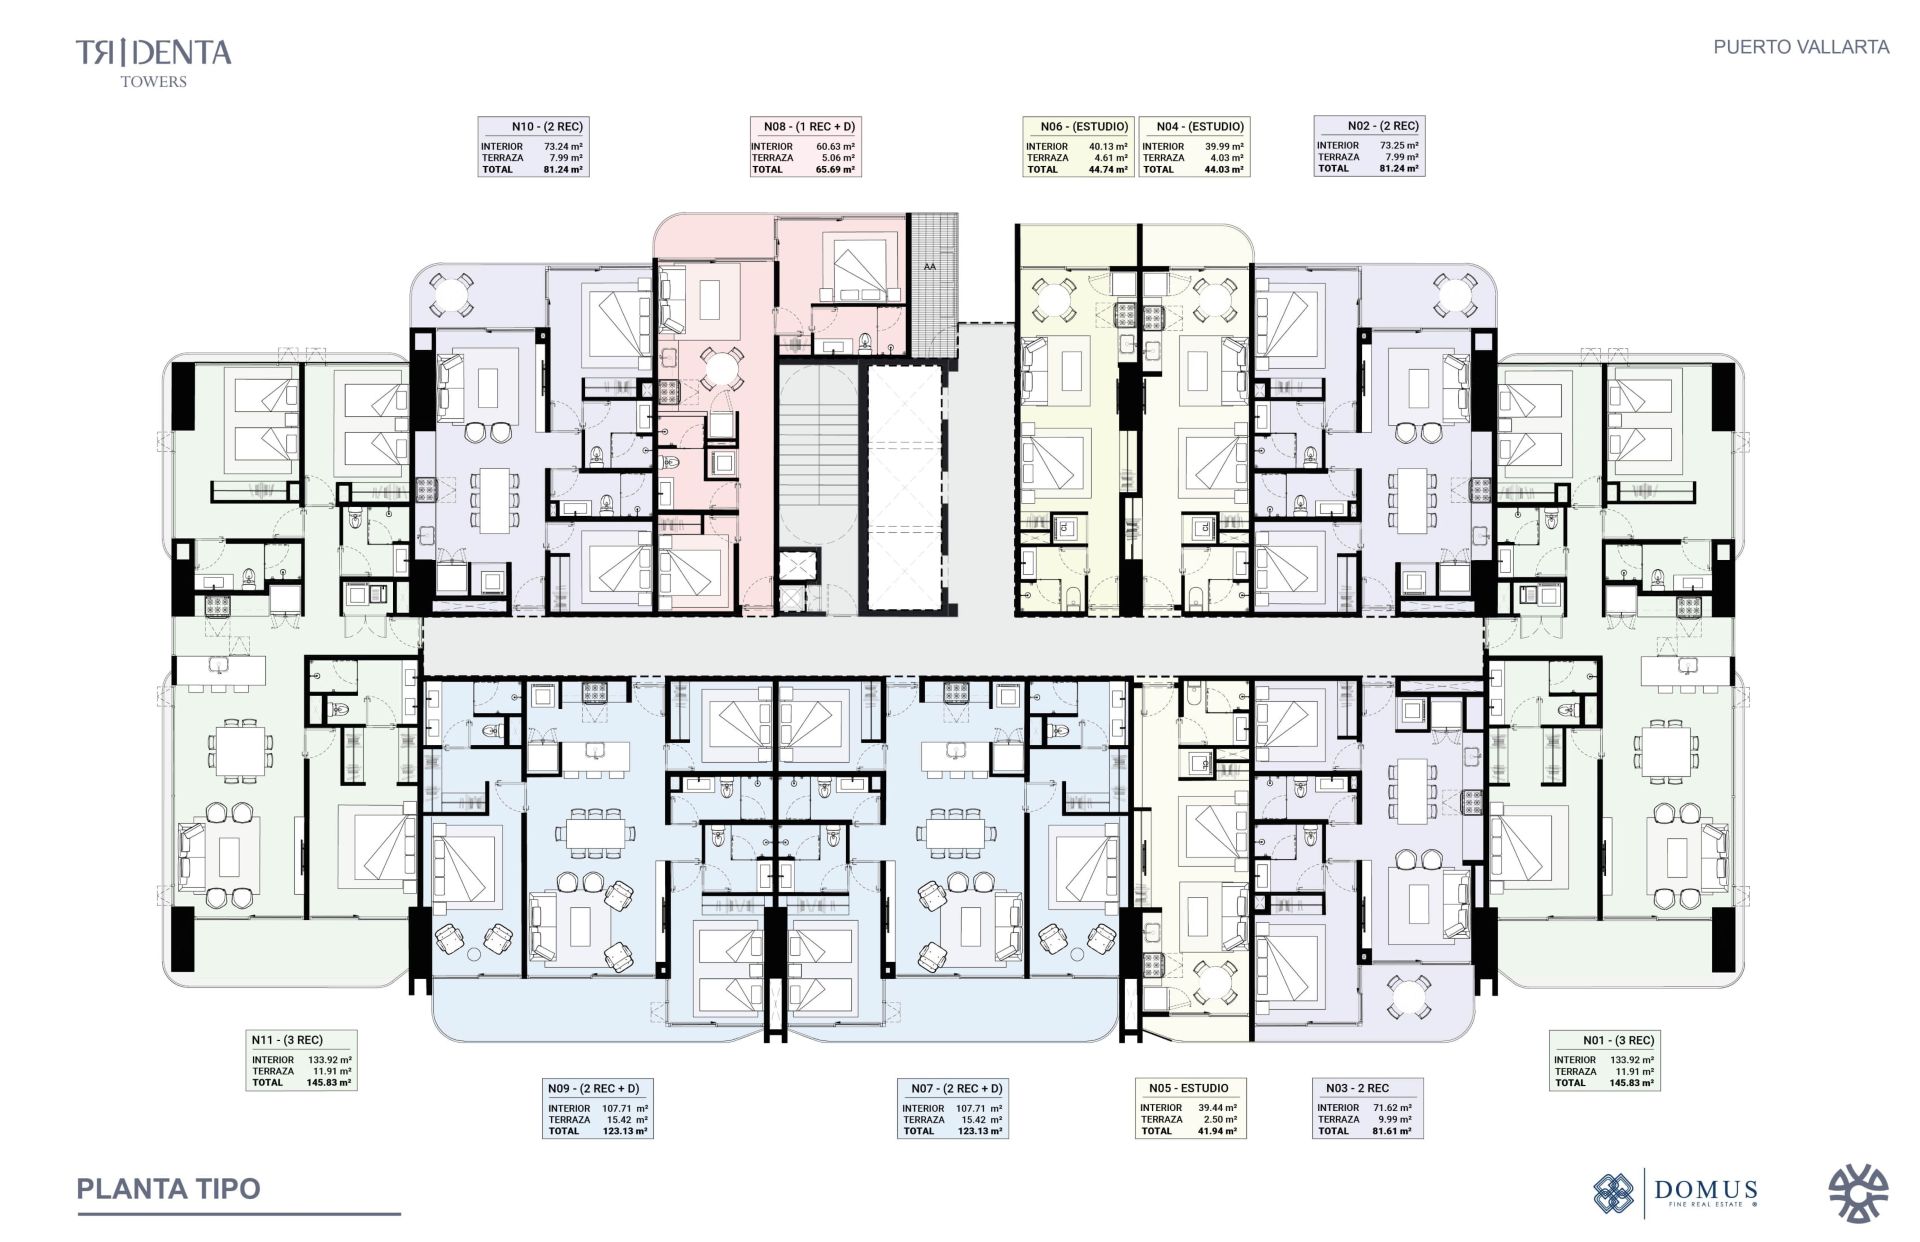 TRIDENTA
TOWERS
PUERTO VALLARTA
N10 - (2 REC)
INTERIOR 73.24 m²
TERRAZA 7.99 m²
TOTAL 81.24 m²
N08 - (1 REC + D)
INTERIOR 60.63 m²
TERRAZA 5.06 m²
TOTAL 65.69 m²
N06 - (ESTUDIO)
INTERIOR 40.13 m²
TERRAZA 4.61 m²
TOTAL 44.74 m²
N04 - (ESTUDIO)
INTERIOR 39.99 m²
TERRAZA 4.03 m²
TOTAL 44.03 m²
N02 - (2 REC)
INTERIOR 73.25 m²
TERRAZA 7.99 m²
TOTAL 81.24 m²
AA
CL
CL
N11 - (3 REC)
INTERIOR 133.92 m²
TERRAZA 11.91 m²
TOTAL 145.83 m²
N09 - (2 REC + D)
INTERIOR 107.71 m²
TERRAZA 15.42 m²
TOTAL 123.13 m²
N07 - (2 REC + D)
INTERIOR 107.71 m²
TERRAZA 15.42 m²
TOTAL 123.13 m²
N05 - ESTUDIO
INTERIOR 39.44 m²
TERRAZA 2.50 m²
TOTAL 41.94 m²
N03 - 2 REC
INTERIOR 71.62 m²
TERRAZA 9.99 m²
TOTAL 81.61 m²
N01 - (3 REC)
INTERIOR 133.92 m²
TERRAZA 11.91 m²
TOTAL 145.83 m²
PLANTA TIPO
DOMUS
FINE REAL ESTATE ®